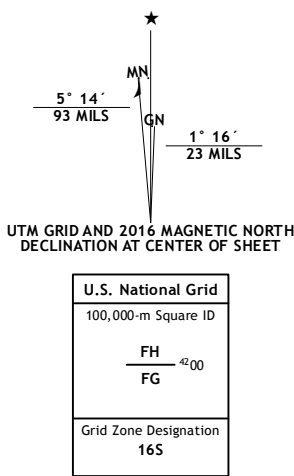 ★
MN
GN
5° 14´
93 MILS
1° 16´
23 MILS
UTM GRID AND 2016 MAGNETIC NORTH
DECLINATION AT CENTER OF SHEET
U.S. National Grid
100,000-m Square ID
FH
4200
FG
Grid Zone Designation
16S